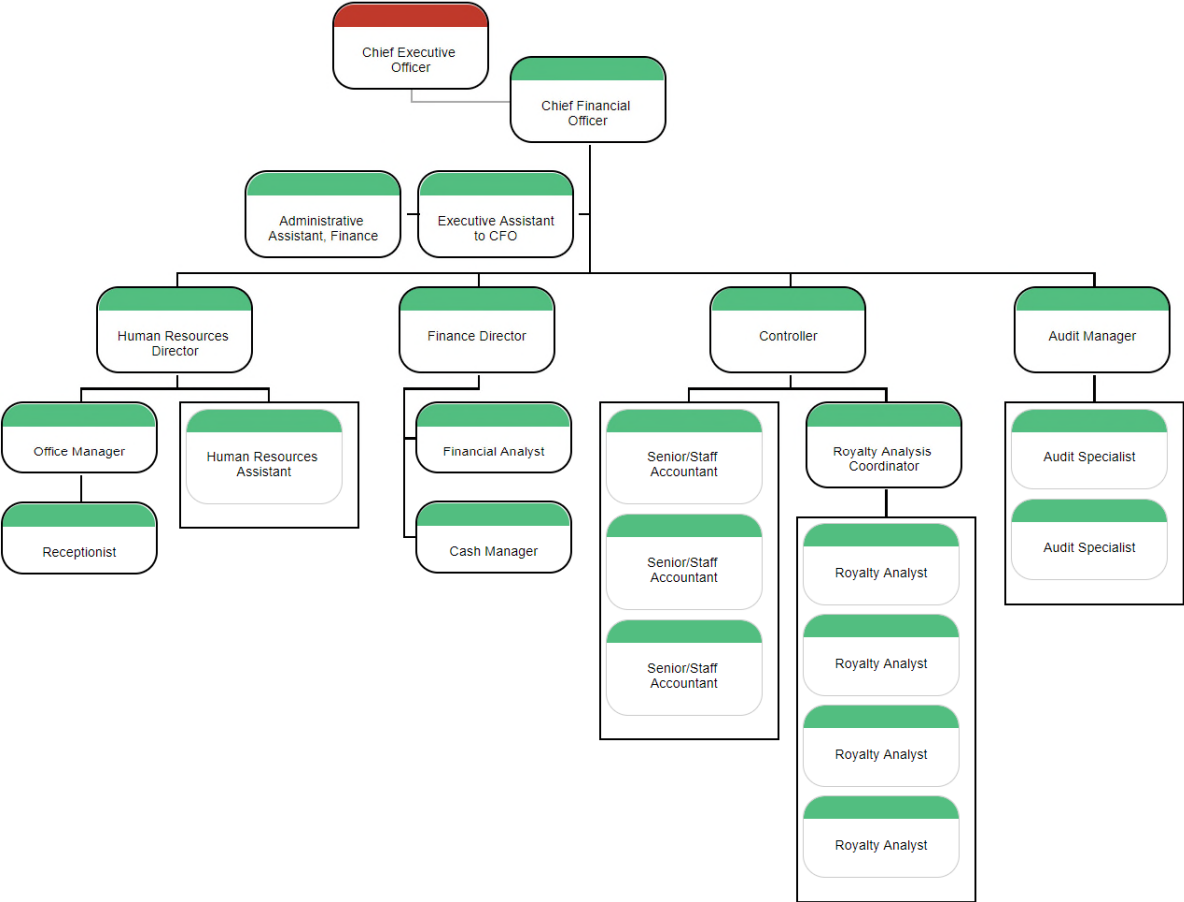 Chief Executive
Officer
Chief Financial
Officer
Administrative
Assistant, Finance
Executive Assistant
to CFO
Human Resources
Director
Finance Director
Controller
Audit Manager
Office Manager
Human Resources
Assistant
Receptionist
Financial Analyst
Cash Manager
Senior/Staff
Accountant
Senior/Staff
Accountant
Senior/Staff
Accountant
Royalty Analysis
Coordinator
Royalty Analyst
Royalty Analyst
Royalty Analyst
Royalty Analyst
Audit Specialist
Audit Specialist